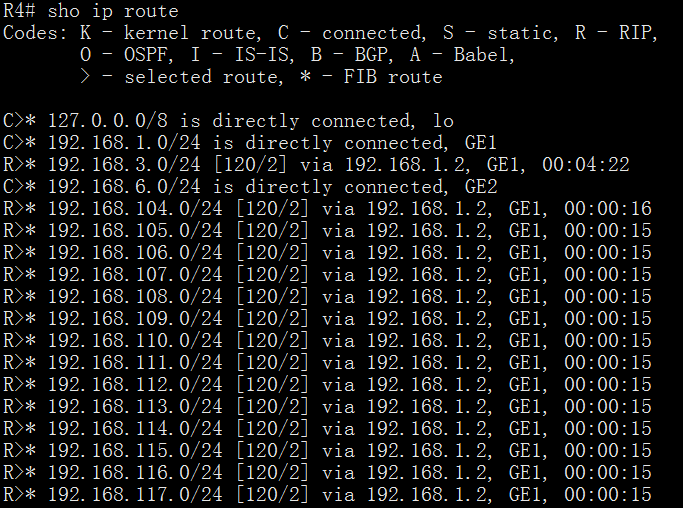 R4# sho ip route
Codes: K - kernel route, C - connected, S - static, R - RIP,
O - OSPF, I - IS-IS, B - BGP, A - Babel,
> - selected route, * - FIB route
C>* 127.0.0.0/8 is directly connected, lo
C>* 192.168.1.0/24 is directly connected, GE1
R>* 192.168.3.0/24 [120/2] via 192.168.1.2, GE1, 00:04:22
C>* 192.168.6.0/24 is directly connected, GE2
R>* 192.168.104.0/24 [120/2] via 192.168.1.2, GE1, 00:00:16
R>* 192.168.105.0/24 [120/2] via 192.168.1.2, GE1, 00:00:15
R>* 192.168.106.0/24 [120/2] via 192.168.1.2, GE1, 00:00:15
R>* 192.168.107.0/24 [120/2] via 192.168.1.2, GE1, 00:00:15
R>* 192.168.108.0/24 [120/2] via 192.168.1.2, GE1, 00:00:15
R>* 192.168.109.0/24 [120/2] via 192.168.1.2, GE1, 00:00:15
R>* 192.168.110.0/24 [120/2] via 192.168.1.2, GE1, 00:00:15
R>* 192.168.111.0/24 [120/2] via 192.168.1.2, GE1, 00:00:15
R>* 192.168.112.0/24 [120/2] via 192.168.1.2, GE1, 00:00:15
R>* 192.168.113.0/24 [120/2] via 192.168.1.2, GE1, 00:00:15
R>* 192.168.114.0/24 [120/2] via 192.168.1.2, GE1, 00:00:15
R>* 192.168.115.0/24 [120/2] via 192.168.1.2, GE1, 00:00:15
R>* 192.168.116.0/24 [120/2] via 192.168.1.2, GE1, 00:00:15
R>* 192.168.117.0/24 [120/2] via 192.168.1.2, GE1, 00:00:15